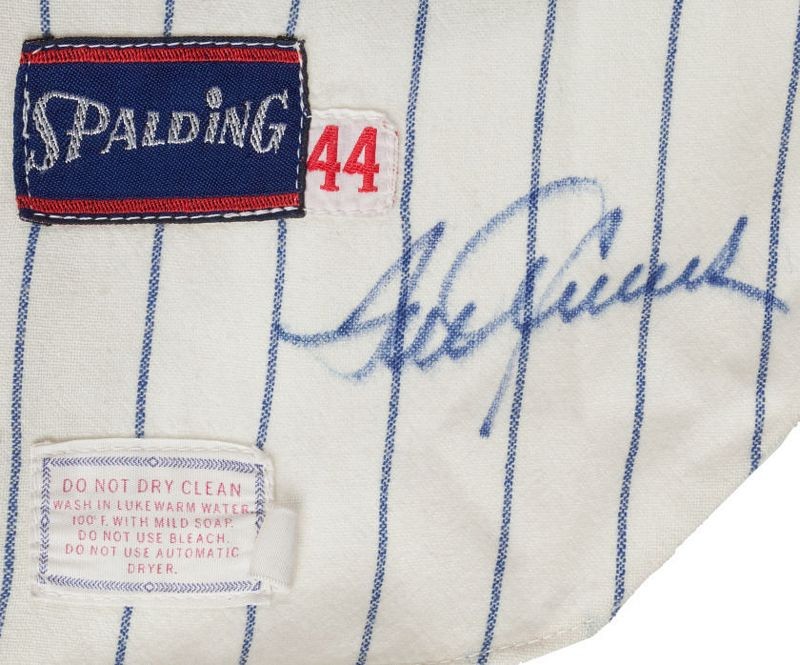 SPALDING
44
DO NOT DRY CLEAN
WASH IN LUKEWARM WATER
100°F. WITH MILD SOAP.
DO NOT USE BLEACH.
DO NOT USE AUTOMATIC
DRYER.